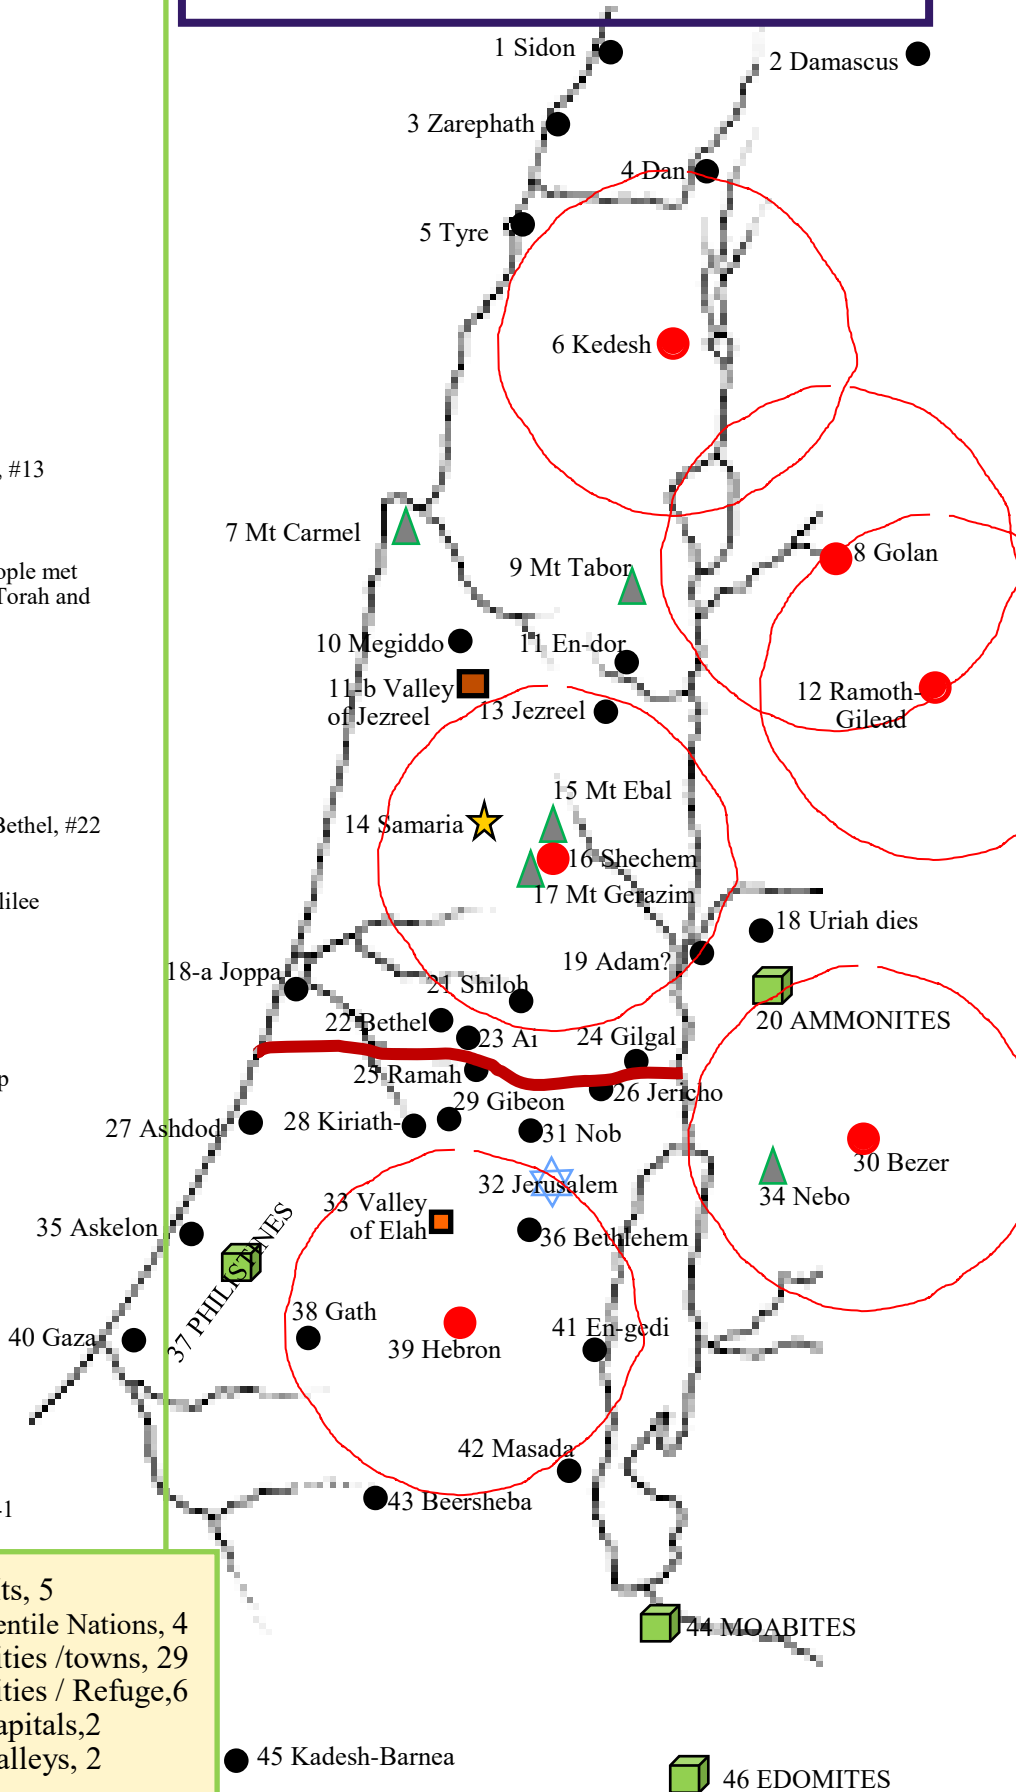 1 Sidon
2 Damascus
3 Zarephath
4 Dan
5 Tyre
6 Kedesh
, #13
7 Mt Carmel
8 Golan
9 Mt Tabor
ople met
Torah and
10 Megiddo
11 En-dor
11-b Valley
of Jezreel
12 Ramoth-
Gilead
13 Jezreel
15 Mt Ebal
14 Samaria
Bethel, #22
16 Shechem
17 Mt Gerazim
lilee
18 Uriah dies
19 Adam?
18-a Joppa
21 Shiloh
20 AMMONITES
22 Bethel
23 Ai
24 Gilgal
25 Ramah
p
26 Jericho
29 Gibeon
27 Ashdod
28 Kiriath-
31 Nob
30 Bezer
32 Jerusalem
34 Nebo
33 Valley
of Elah
35 Askelon
36 Bethlehem
37 PHILISTINES
38 Gath
40 Gaza
39 Hebron
41 En-gedi
42 Masada
43 Beersheba
-1
ts, 5
entile Nations, 4
ities /towns, 29
ities / Refuge,6
apitals,2
alleys, 2
44 MOABITES
45 Kadesh-Barnea
46 EDOMITES